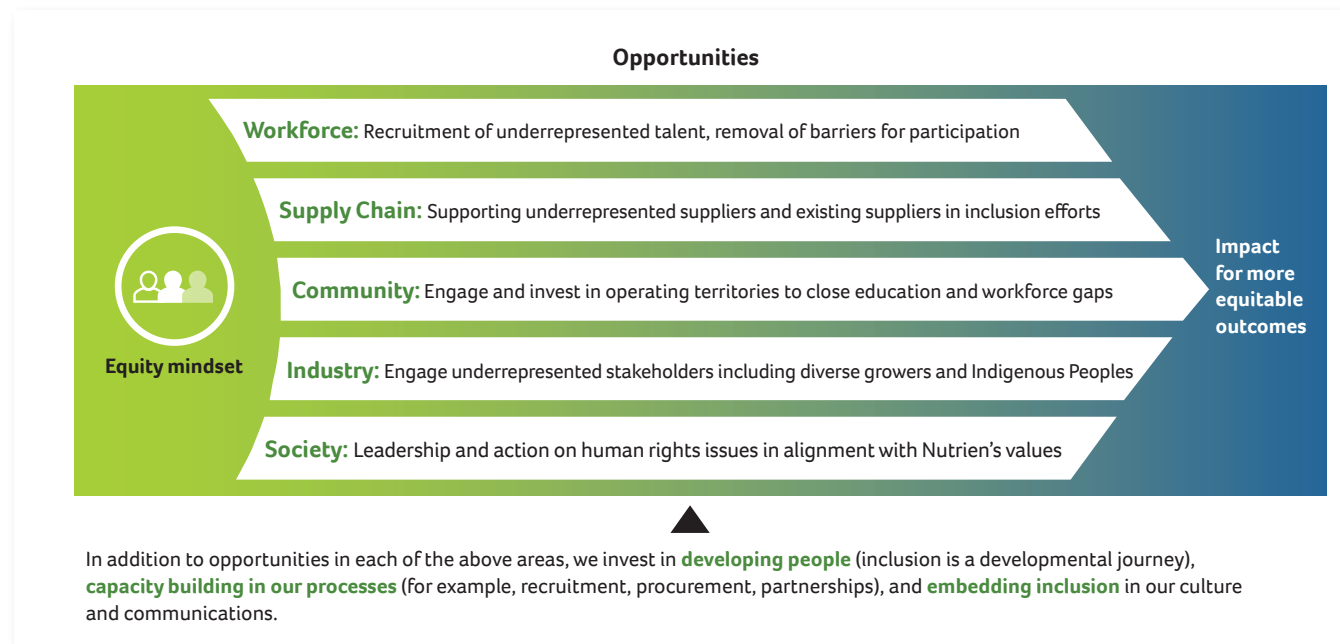 Opportunities
Workforce: Recruitment of underrepresented talent, removal of barriers for participation
Supply Chain: Supporting underrepresented suppliers and existing suppliers in inclusion efforts
Community: Engage and invest in operating territories to close education and workforce gaps
Industry: Engage underrepresented stakeholders including diverse growers and Indigenous Peoples
Society: Leadership and action on human rights issues in alignment with Nutrien's values
Equity mindset
Impact
for more
equitable
outcomes
In addition to opportunities in each of the above areas, we invest in developing people (inclusion is a developmental journey),
capacity building in our processes (for example, recruitment, procurement, partnerships), and embedding inclusion in our culture
and communications.